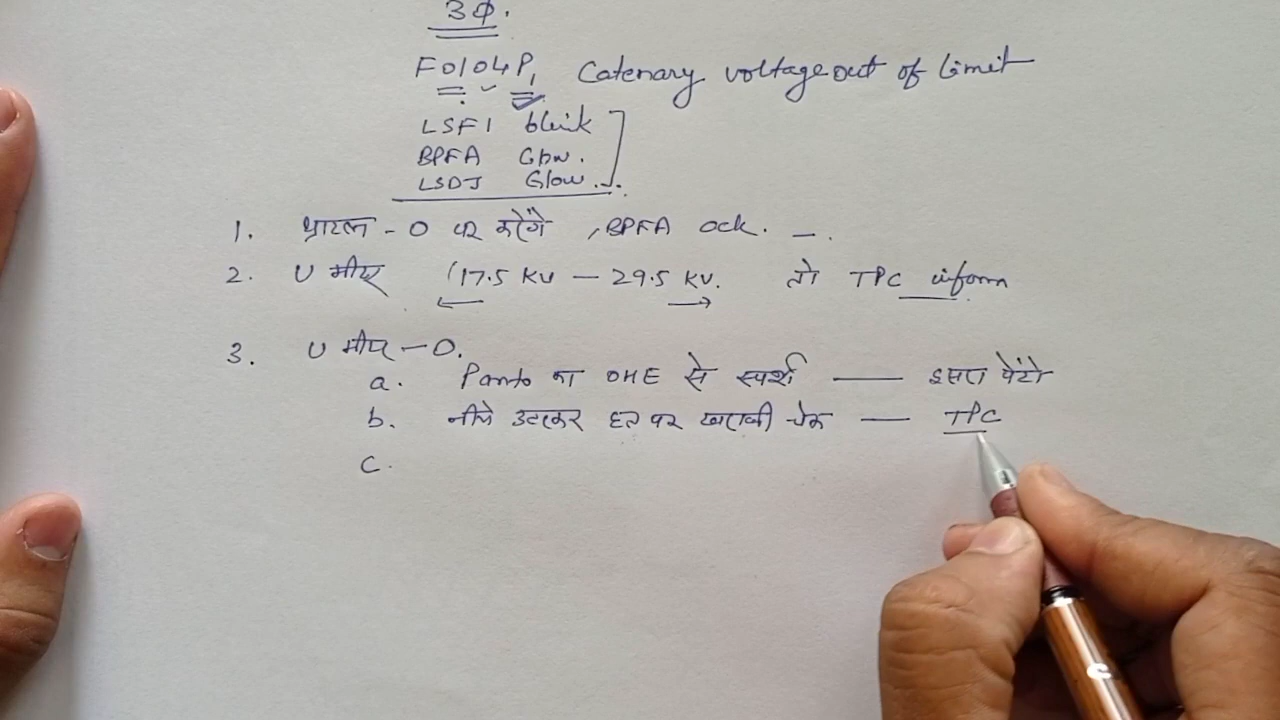 3Φ.
F0104P1 Catenary voltage out of limit
LSFI blink
BPFA Glow.
LSDJ Glow.
1. थ्राटल - 0 पर करेंगे, BPFA ack. -.
2. U मीटर (17.5 KV - 29.5 KV. तो TPC inform
3. U मीटर - 0.
a. Panto का OHE से स्पर्श - दूसरा पेंटो
b. नीचे उतरकर छत पर खराबी चेक - TPC
c.